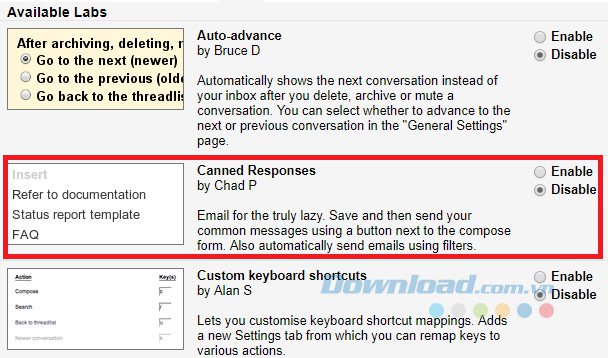 Available Labs
After archiving, deleting, r
Go to the next (newer)
Go to the previous (olde
Go back to the threadlis
Auto-advance
by Bruce D
Automatically shows the next conversation instead of
your inbox after you delete, archive or mute a
conversation. You can select whether to advance to the
next or previous conversation in the "General Settings"
page.
Enable
Disable
Insert
Refer to documentation
Status report template
FAQ
Canned Responses
by Chad P
Email for the truly lazy. Save and then send your
common messages using a button next to the compose
form. Also automatically send emails using filters.
Enable
Disable
Action Key(s)
Compose c
Search /
Back to threadlist u
Newer conversation k
Custom keyboard shortcuts
by Alan S
Lets you customise keyboard shortcut mappings. Adds
a new Settings tab from which you can remap keys to
various actions.
Enable
Disable
Download.com.vn